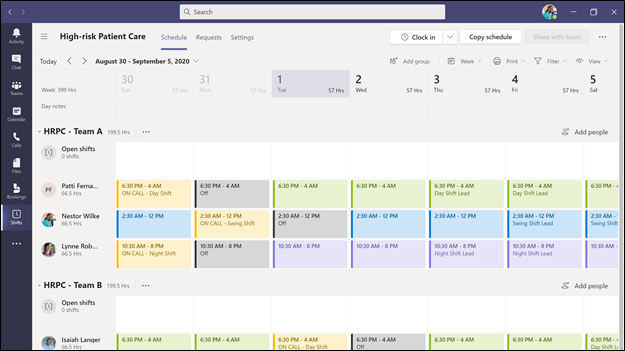 Search
Activity
Chat
Teams
Calendar
Calls
Files
Bookings
Shifts
High-risk Patient Care
Schedule
Requests
Settings
Clock in
Copy schedule
Share with team
Today
August 30 - September 5, 2020
Add group
Week
Print
Filter
View
Week: 399 Hrs
30
Sun
57 Hrs
31
Mon
57 Hrs
1
Tue
57 Hrs
2
Wed
57 Hrs
3
Thu
57 Hrs
4
Fri
57 Hrs
5
Sat
Day notes
HRPC - Team A
199.5 Hrs
Add people
Open shifts
0 shifts
PF
Patti Ferna...
66.5 Hrs
6:30 PM - 4 AM
ON CALL - Day Shift
6:30 PM - 4 AM
Off
6:30 PM - 4 AM
6:30 PM - 4 AM
6:30 PM - 4 AM
Day Shift Lead
6:30 PM - 4 AM
Day Shift Lead
6:30 PM - 4
Nestor Wilke
66.5 Hrs
2:30 AM - 12 PM
2:30 AM - 12 PM
ON CALL - Swing Shift
2:30 AM - 12 PM
Off
2:30 AM - 12 PM
2:30 AM - 12 PM
2:30 AM - 12 PM
Swing Shift Lead
2:30 AM - 1
Swing Shift
Lynne Rob...
66.5 Hrs
10:30 AM - 8 PM
ON CALL - Night Shift
10:30 AM - 8 PM
Off
10:30 AM - 8 PM
10:30 AM - 8 PM
10:30 AM - 8 PM
Night Shift Lead
10:30 AM - 8 PM
Night Shift Lead
10:30 AM -
HRPC - Team B
199.5 Hrs
Add people
Open shifts
0 shifts
Isaiah Langer
66.5 Hrs
6:30 PM - 4 AM
6:30 PM - 4 AM
6:30 PM - 4 AM
ON CALL - Day Shift
6:30 PM - 4 AM
Off
6:30 PM - 4 AM
6:30 PM - 4 AM
6:30 PM - 4
Day Shift Le